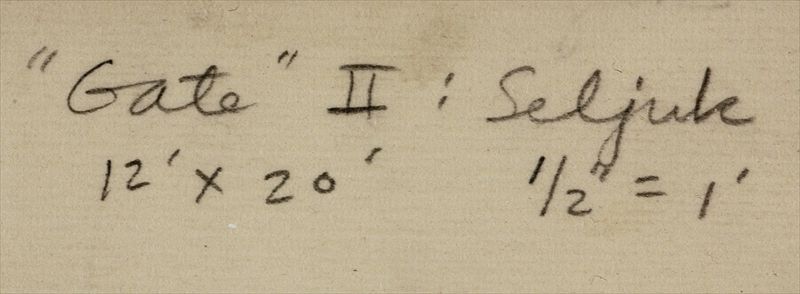 "Gate" II : Seljuk
12' x 20' 1/2" = 1'